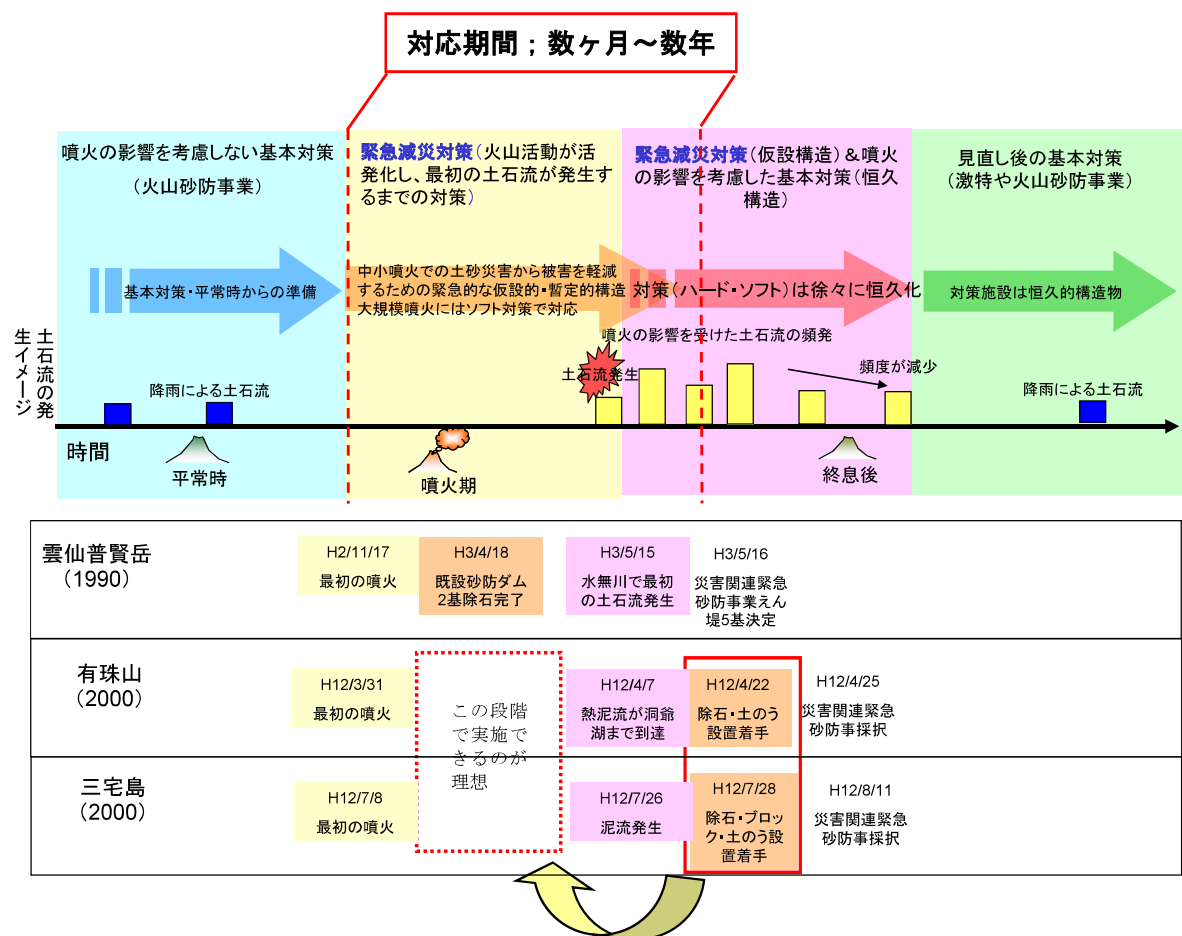 対応期間；数ヶ月～数年
噴火の影響を考慮しない基本対策
（火山砂防事業）
緊急減災対策（火山活動が活
発化し、最初の土石流が発生す
るまでの対策）
緊急減災対策（仮設構造）＆噴火
の影響を考慮した基本対策（恒久
構造）
見直し後の基本対策
（激特や火山砂防事業）
基本対策・平常時からの準備
中小噴火での土砂災害から被害を軽減
するための緊急的な仮設的・暫定的構造
大規模噴火にはソフト対策で対応
対策（ハード・ソフト）は徐々に恒久化
対策施設は恒久的構造物
土石流の発
生イメージ
噴火の影響を受けた土石流の頻発
土石流発生
頻度が減少
降雨による土石流
降雨による土石流
時間
平常時
噴火期
終息後
雲仙普賢岳
（1990）
H2/11/17
最初の噴火
H3/4/18
既設砂防ダム
2基除石完了
H3/5/15
水無川で最初
の土石流発生
H3/5/16
災害関連緊急
砂防事業えん
堤5基決定
有珠山
（2000）
H12/3/31
最初の噴火
この段階
で実施で
きるのが
理想
H12/4/7
熱泥流が洞爺
湖まで到達
H12/4/22
除石・土のう
設置着手
H12/4/25
災害関連緊急
砂防事採択
三宅島
（2000）
H12/7/8
最初の噴火
H12/7/26
泥流発生
H12/7/28
除石・ブロッ
ク・土のう設
置着手
H12/8/11
災害関連緊急
砂防事採択